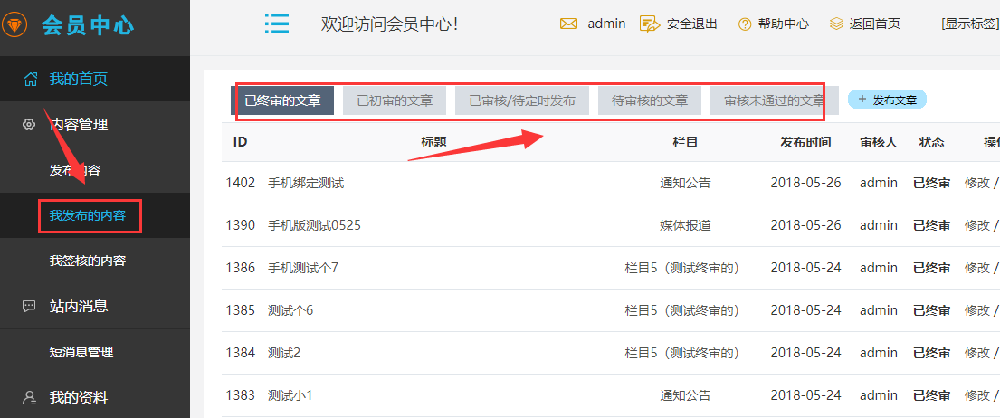 会员中心
欢迎访问会员中心!
admin 安全退出 帮助中心 返回首页 [显示标签]
我的首页
内容管理
发布内容
我发布的内容
我签核的内容
站内消息
短消息管理
我的资料
已终审的文章 已初审的文章 已审核/待定时发布 待审核的文章 审核未通过的文章 + 发布文章
ID 标题 栏目 发布时间 审核人 状态
1402 手机绑定测试 通知公告 2018-05-26 admin 已终审 修改 /
1390 手机版测试0525 媒体报道 2018-05-26 admin 已终审 修改 /
1386 手机测试个7 栏目5（测试终审的） 2018-05-24 admin 已终审 修改 /
1385 测试个6 栏目5（测试终审的） 2018-05-24 admin 已终审 修改 /
1384 测试2 栏目5（测试终审的） 2018-05-24 admin 已终审 修改 /
1383 测试小1 通知公告 2018-05-24 admin 已终审 修改 /